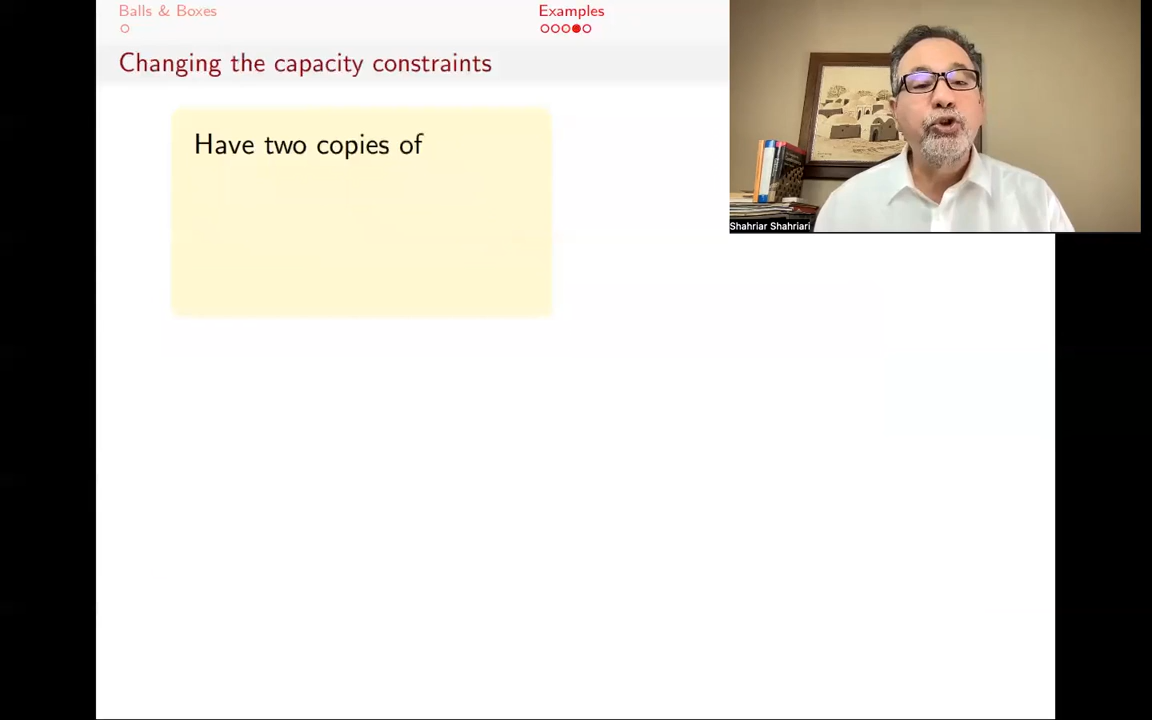 Balls & Boxes
Examples
Changing the capacity constraints
Have two copies of
Shahriar Shahriari